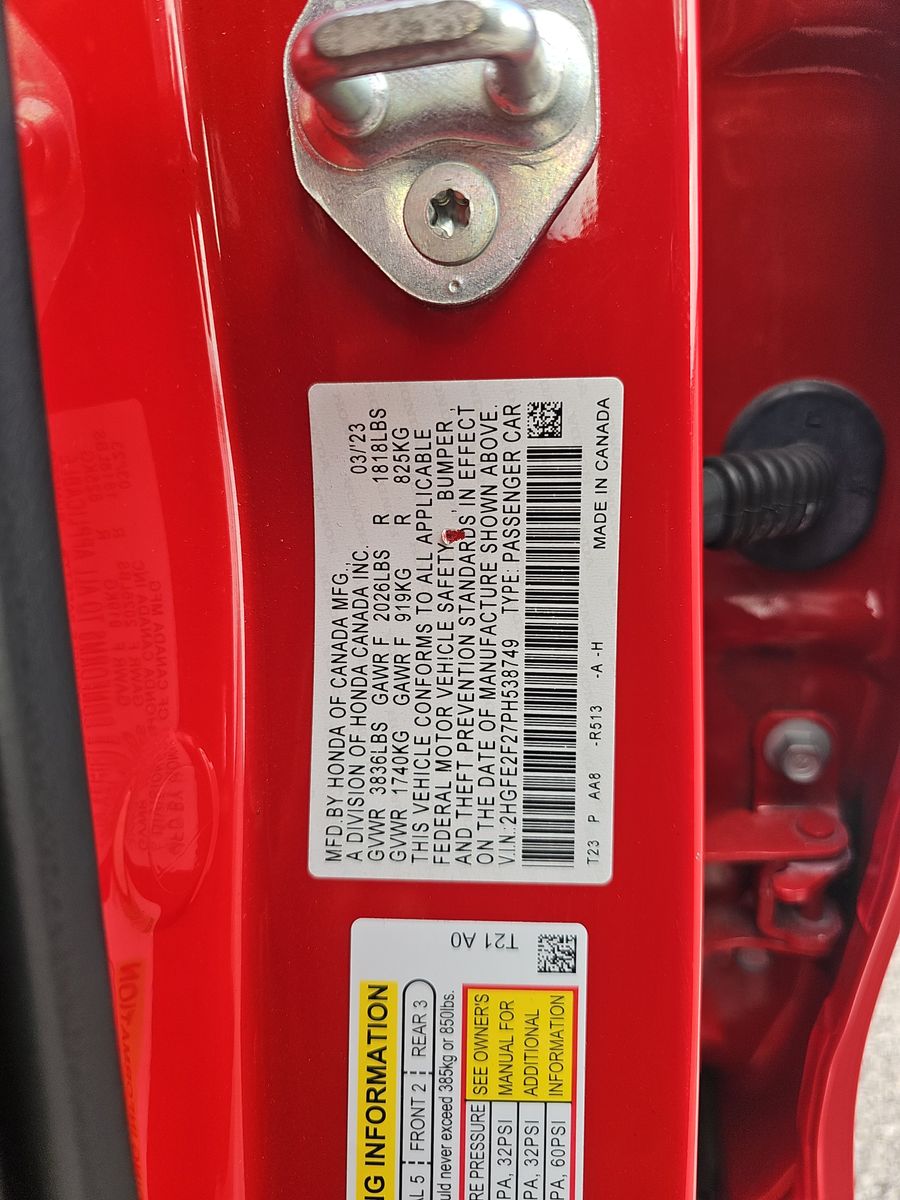 MFD.BY HONDA OF CANADA MFG.,
A DIVISION OF HONDA CANADA INC. 03/'23
GVWR 3836LBS GAWR F 2026LBS R 1818LBS
GVWR 1740KG GAWR F 919KG R 825KG
THIS VEHICLE CONFORMS TO ALL APPLICABLE
FEDERAL MOTOR VEHICLE SAFETY , BUMPER,
AND THEFT PREVENTION STANDARDS IN EFFECT
ON THE DATE OF MANUFACTURE SHOWN ABOVE.
V.I.N.:2HGFE2F27PH538749 TYPE: PASSENGER CAR
T23 P AA8 -R513 -A -H MADE IN CANADA
T21 A0
NG INFORMATION
AL 5 FRONT 2 REAR 3
uld never exceed 385kg or 850lbs.
RE PRESSURE SEE OWNER'S
PA, 32PSI MANUAL FOR
PA, 32PSI ADDITIONAL
PA, 60PSI INFORMATION